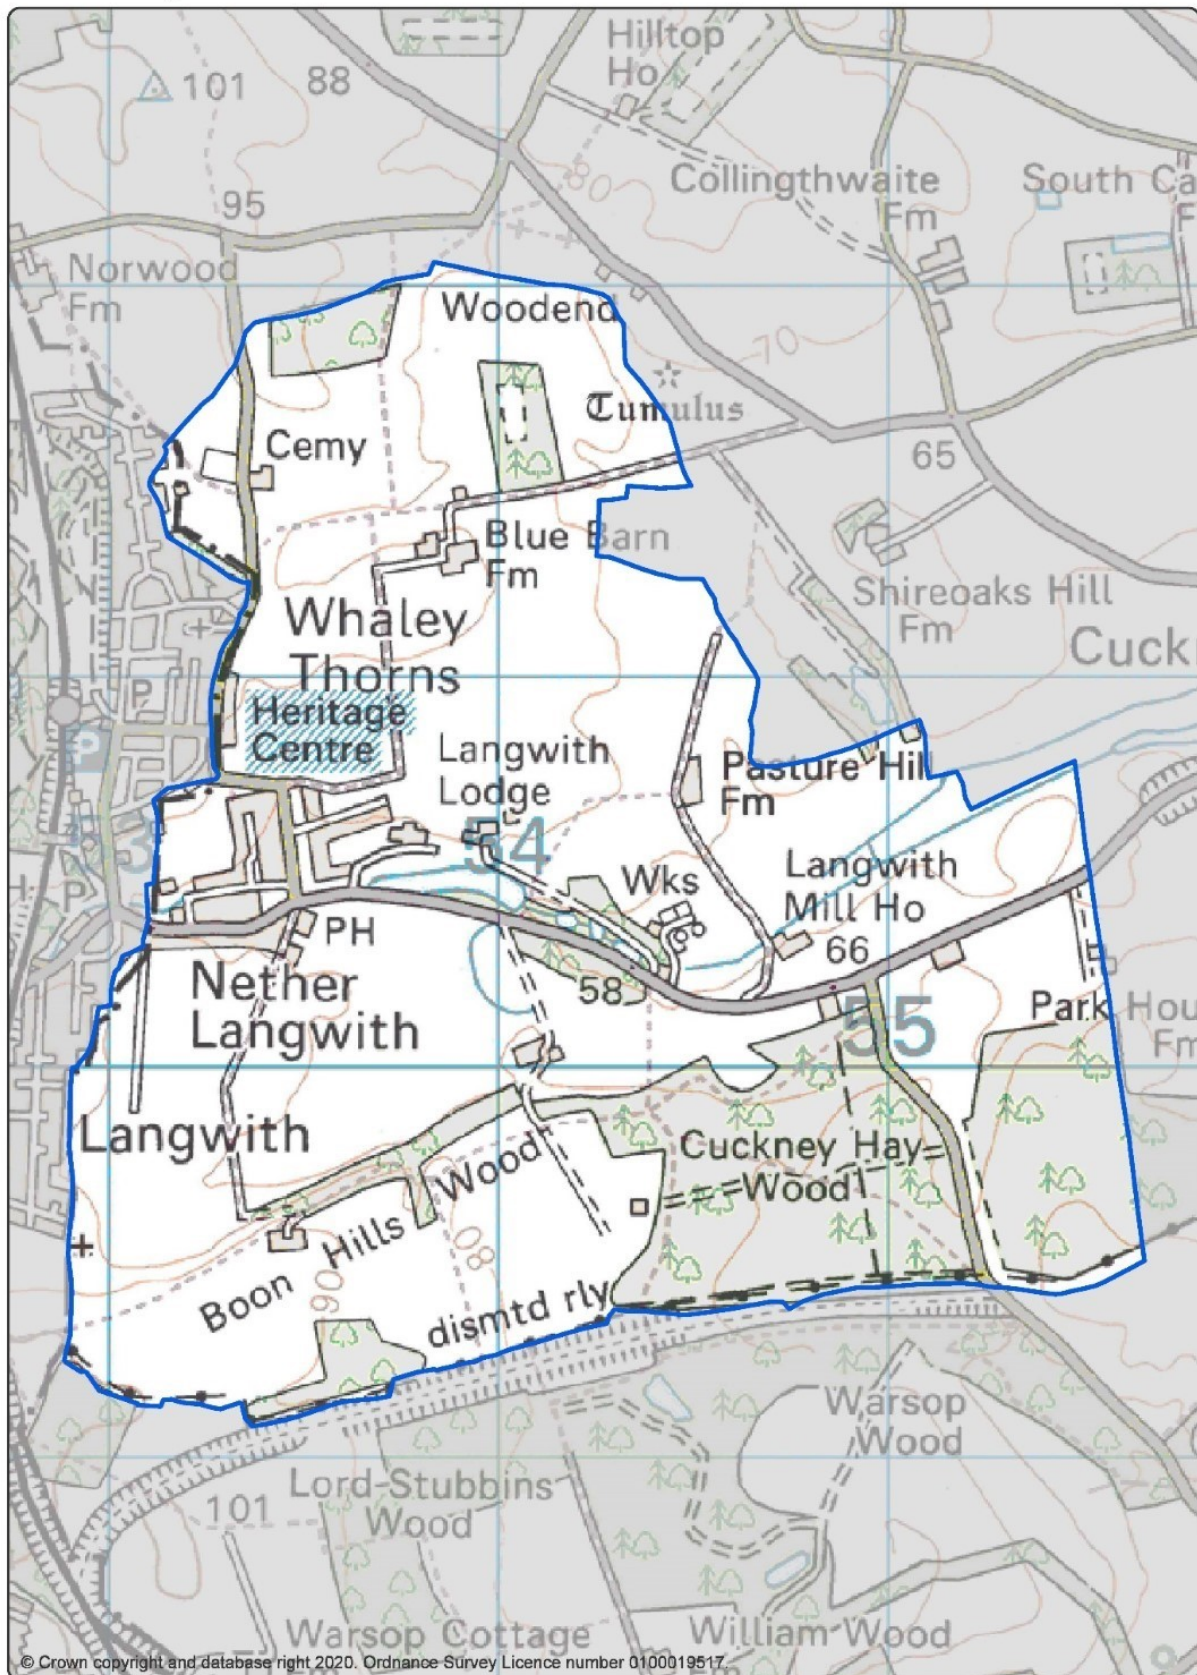 Hilltop
Ho
101
88
Collingthwaite
Fm
South Ca
F
80
95
Norwood
Fm
Woodend
70
Tumulus
Cemy
65
Blue Barn
Fm
Shireoaks Hill
Fm
Whaley
Thorns
Cuck
P
Heritage
Centre
Langwith
Lodge
Pasture Hill
Fm
P
3
54
Langwith
Mill Ho
Wks
P
PH
66
58
Nether
Langwith
55
Park Hou
Fm
Langwith
Cuckney Hay
Wood
Boon Hills Wood
80
90
dismtd rly
Warsop
Wood
Lord-Stubbins
Wood
101
Warsop Cottage
William Wood
© Crown copyright and database right 2020. Ordnance Survey Licence number 0100019517.